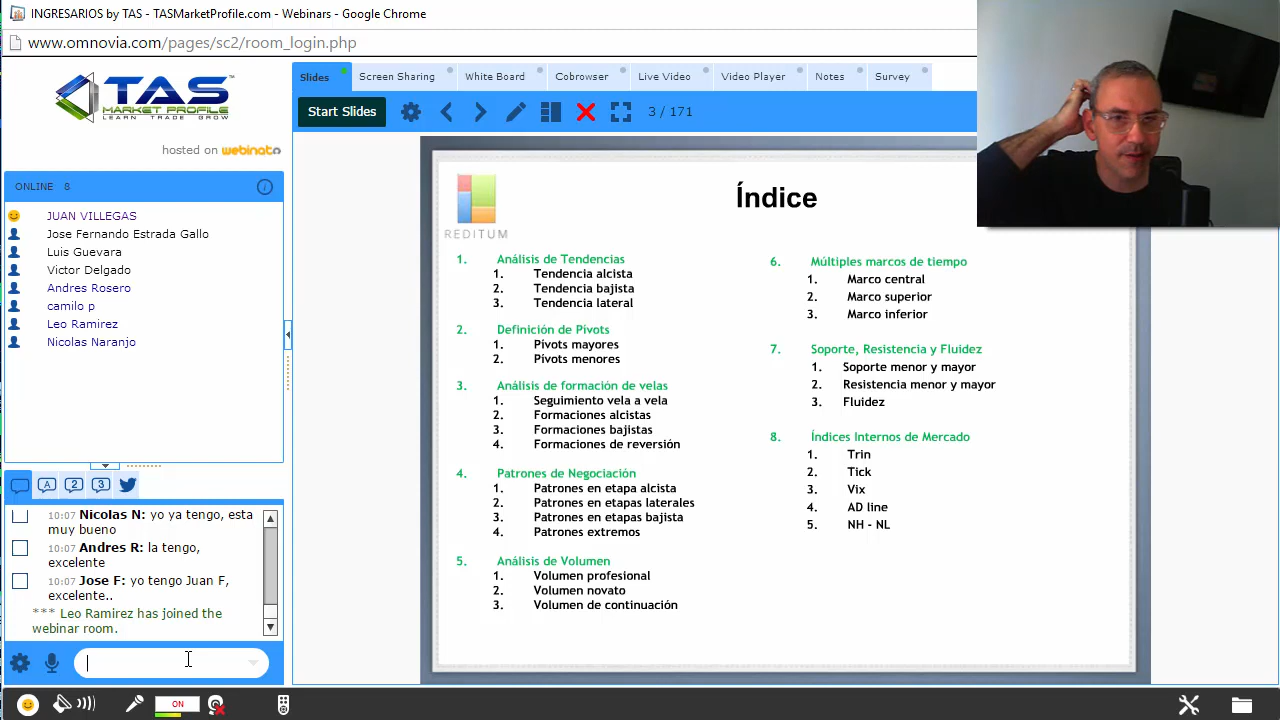 INGRESARIOS by TAS - TASMarketProfile.com - Webinars - Google Chrome
www.omnovia.com/pages/sc2/room_login.php
TAS
MARKET PROFILE
LEARN TRADE GROW
hosted on webinato
ONLINE 8
JUAN VILLEGAS
Jose Fernando Estrada Gallo
Luis Guevara
Victor Delgado
Andres Rosero
camilo p
Leo Ramirez
Nicolas Naranjo
A 2 3
10:07 Nicolas N: yo ya tengo, esta
muy bueno
10:07 Andres R: la tengo,
excelente
10:07 Jose F: yo tengo Juan F,
excelente..
*** Leo Ramirez has joined the
webinar room.
ON
Slides Screen Sharing White Board Cobrowser Live Video Video Player Notes Survey
Start Slides 3 / 171
REDITUM
Índice
1. Análisis de Tendencias
1. Tendencia alcista
2. Tendencia bajista
3. Tendencia lateral
2. Definición de Pivots
1. Pivots mayores
2. Pivots menores
3. Análisis de formación de velas
1. Seguimiento vela a vela
2. Formaciones alcistas
3. Formaciones bajistas
4. Formaciones de reversión
4. Patrones de Negociación
1. Patrones en etapa alcista
2. Patrones en etapas laterales
3. Patrones en etapas bajista
4. Patrones extremos
5. Análisis de Volumen
1. Volumen profesional
2. Volumen novato
3. Volumen de continuación
6. Múltiples marcos de tiempo
1. Marco central
2. Marco superior
3. Marco inferior
7. Soporte, Resistencia y Fluidez
1. Soporte menor y mayor
2. Resistencia menor y mayor
3. Fluidez
8. Índices Internos de Mercado
1. Trin
2. Tick
3. Vix
4. AD line
5. NH - NL